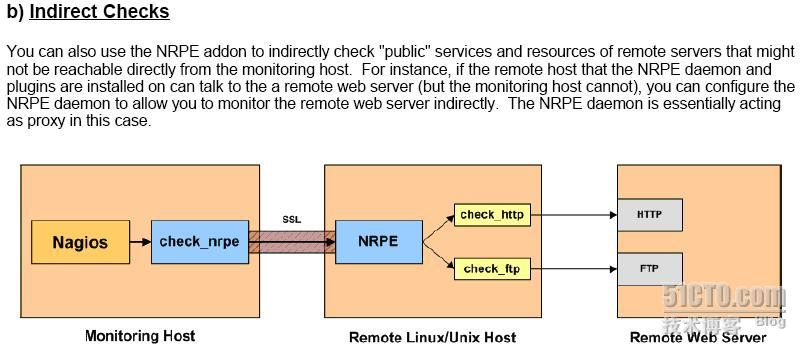 b) Indirect Checks
You can also use the NRPE addon to indirectly check "public" services and resources of remote servers that might
not be reachable directly from the monitoring host.  For instance, if the remote host that the NRPE daemon and
plugins are installed on can talk to the a remote web server (but the monitoring host cannot), you can configure the
NRPE daemon to allow you to monitor the remote web server indirectly.  The NRPE daemon is essentially acting
as proxy in this case.
Nagios
check_nrpe
SSL
NRPE
check_http
check_ftp
HTTP
FTP
Monitoring Host
Remote Linux/Unix Host
Remote Web Server
51CTO.com
技术博客 Blog